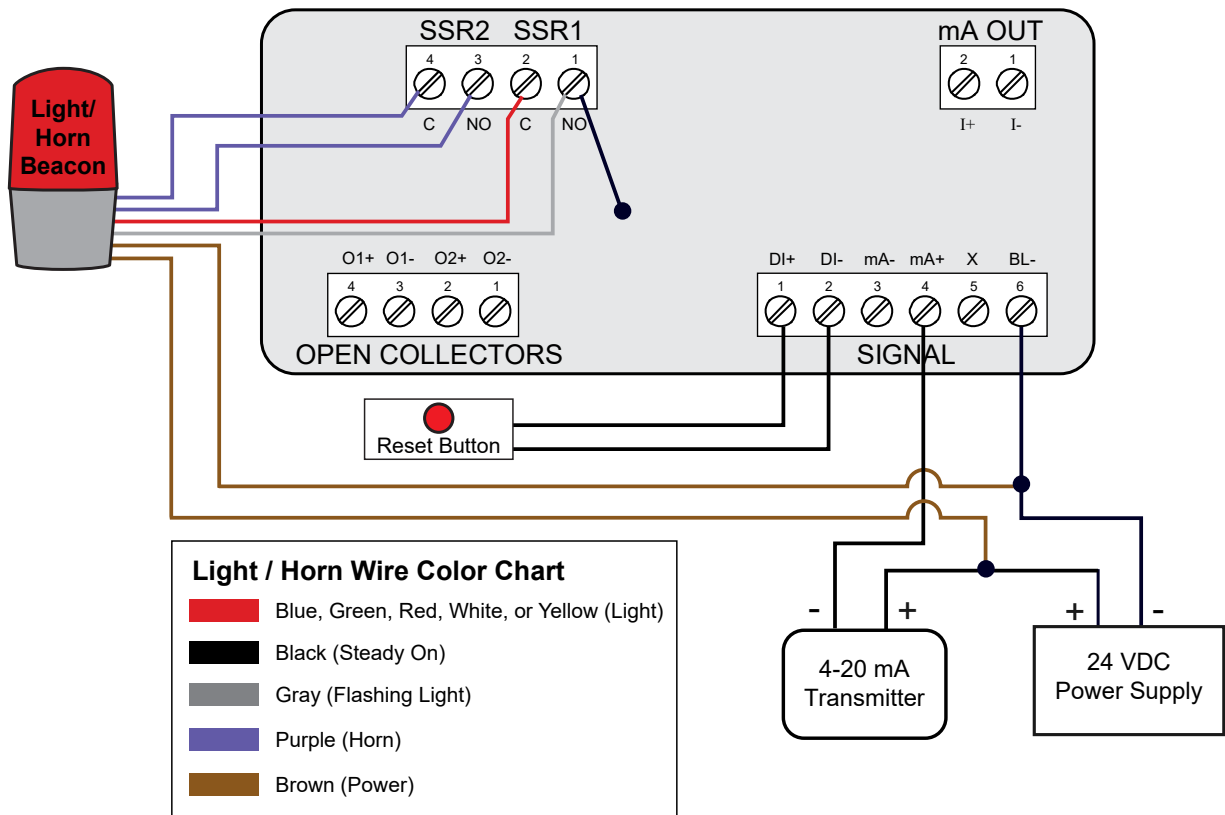 SSR2 SSR1
4 3 2 1
C NO C NO
mA OUT
2 1
I+ I-
Light/
Horn
Beacon
O1+ O1- O2+ O2-
4 3 2 1
OPEN COLLECTORS
DI+ DI- mA- mA+ X BL-
1 2 3 4 5 6
SIGNAL
Reset Button
Light / Horn Wire Color Chart
Blue, Green, Red, White, or Yellow (Light)
Black (Steady On)
Gray (Flashing Light)
Purple (Horn)
Brown (Power)
- +
4-20 mA
Transmitter
+ -
24 VDC
Power Supply